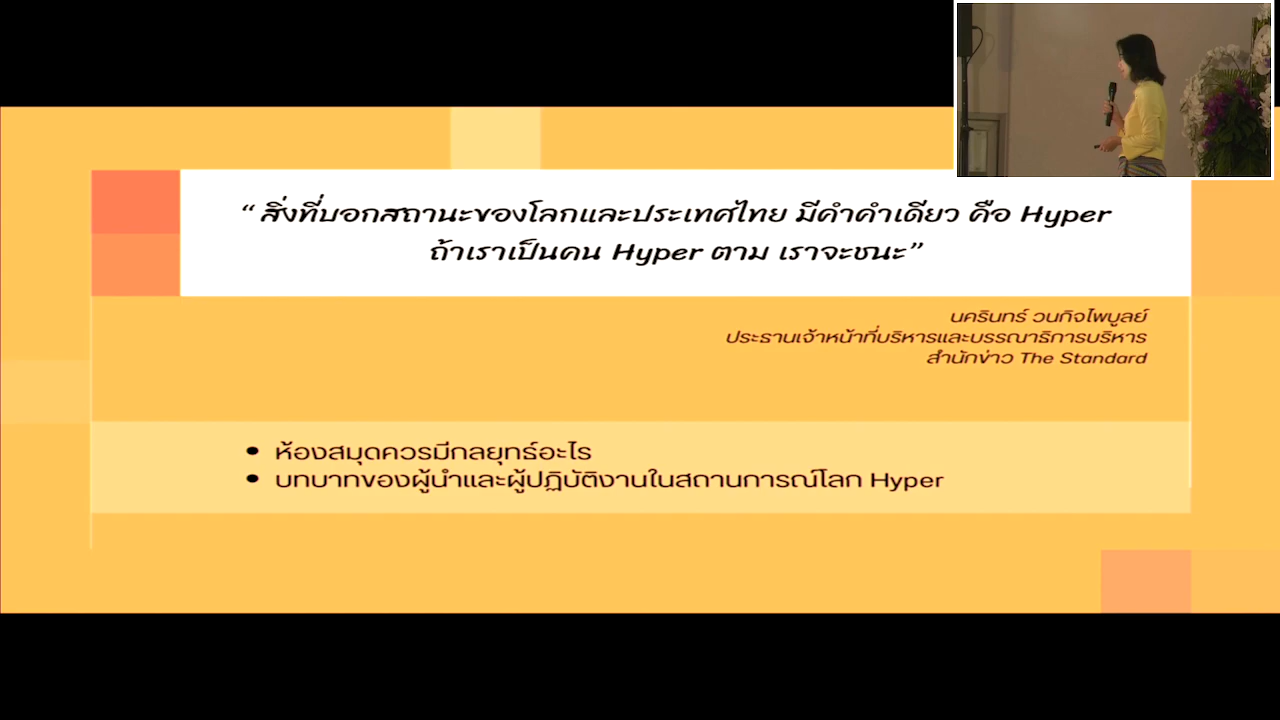 “ สิ่งที่บอกสถานะของโลกและประเทศไทย มีคำคำเดียว คือ Hyper
ถ้าเราเป็นคน Hyper ตาม เราจะชนะ”
นครินทร์ วนกิจไพบูลย์
ประธานเจ้าหน้าที่บริหารและบรรณาธิการบริหาร
สำนักข่าว The Standard
• ห้องสมุดควรมีกลยุทธ์อะไร
• บทบาทของผู้นำและผู้ปฏิบัติงานในสถานการณ์โลก Hyper